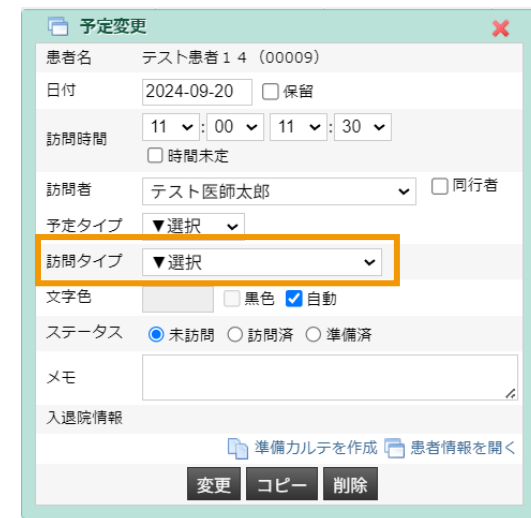 予定変更
患者名 テスト患者14 (00009)
日付 2024-09-20 保留
訪問時間 11 : 00 11 : 30
時間未定
訪問者 テスト医師太郎 同行者
予定タイプ ▼選択
訪問タイプ ▼選択
文字色 黒色 自動
ステータス 未訪問 訪問済 準備済
メモ
入退院情報
準備カルテを作成 患者情報を開く
変更 コピー 削除